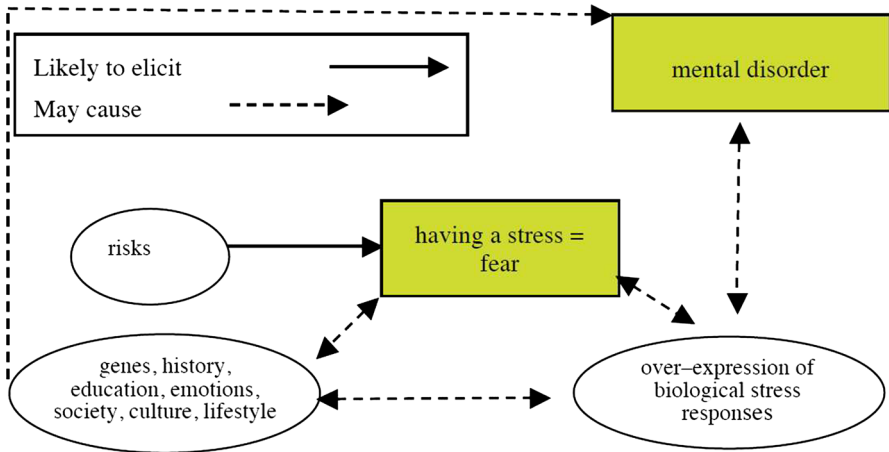 Likely to elicit
May cause
mental disorder
risks
having a stress =
fear
genes, history,
education, emotions,
society, culture, lifestyle
over–expression of
biological stress
responses